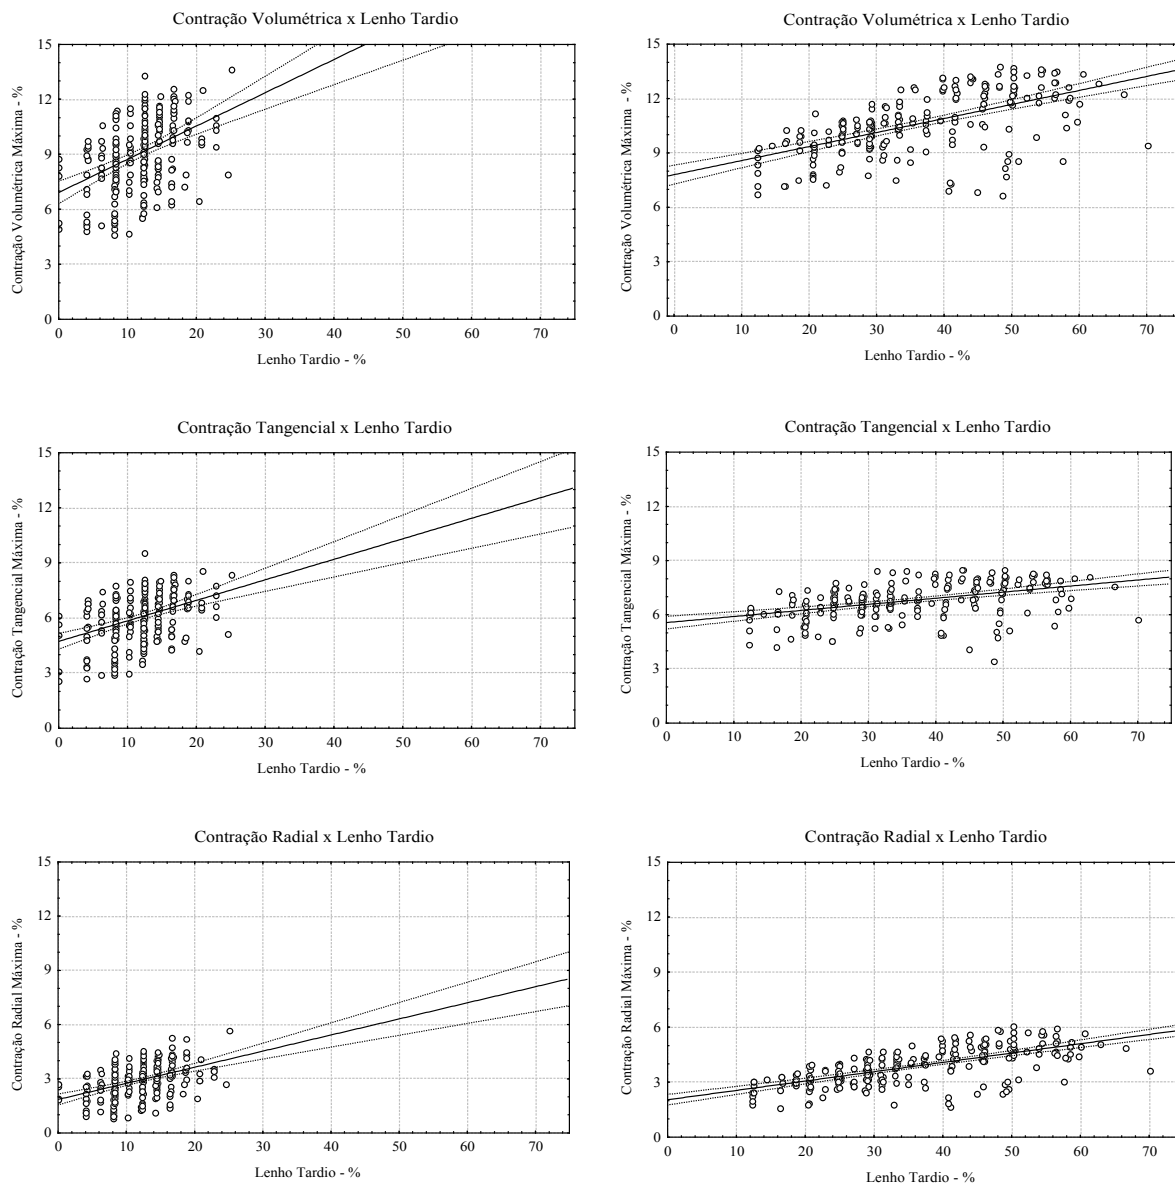 Contração Volumétrica x Lenho Tardio
Contração Volumétrica Máxima - %
15
12
9
6
3
0
0 10 20 30 40 50 60 70
Lenho Tardio - %
Contração Volumétrica x Lenho Tardio
Contração Volumétrica Máxima - %
15
12
9
6
3
0
0 10 20 30 40 50 60 70
Lenho Tardio - %
Contração Tangencial x Lenho Tardio
Contração Tangencial Máxima - %
15
12
9
6
3
0
0 10 20 30 40 50 60 70
Lenho Tardio - %
Contração Tangencial x Lenho Tardio
Contração Tangencial Máxima - %
15
12
9
6
3
0
0 10 20 30 40 50 60 70
Lenho Tardio - %
Contração Radial x Lenho Tardio
Contração Radial Máxima - %
15
12
9
6
3
0
0 10 20 30 40 50 60 70
Lenho Tardio - %
Contração Radial x Lenho Tardio
Contração Radial Máxima - %
15
12
9
6
3
0
0 10 20 30 40 50 60 70
Lenho Tardio - %